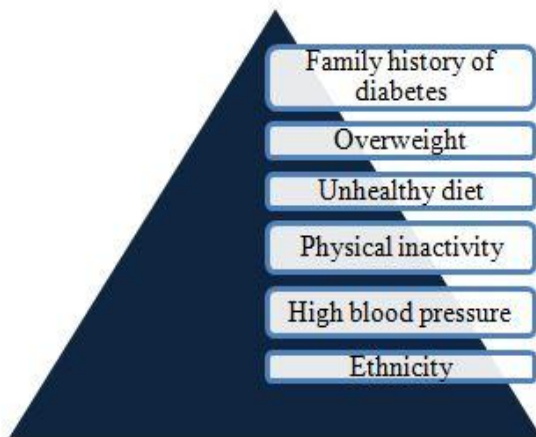 Family history of
diabetes
Overweight
Unhealthy diet
Physical inactivity
High blood pressure
Ethnicity